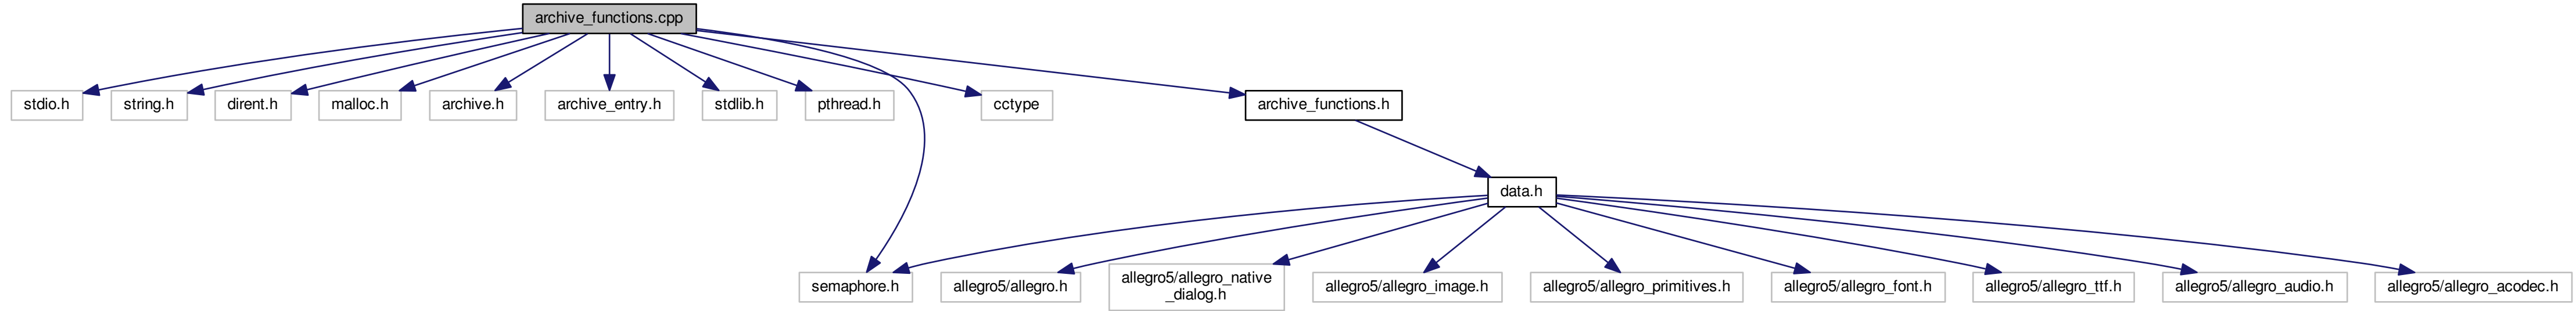 archive_functions.cpp
stdio.h
string.h
dirent.h
malloc.h
archive.h
archive_entry.h
stdlib.h
pthread.h
cctype
archive_functions.h
data.h
semaphore.h
allegro5/allegro.h
allegro5/allegro_native
_dialog.h
allegro5/allegro_image.h
allegro5/allegro_primitives.h
allegro5/allegro_font.h
allegro5/allegro_ttf.h
allegro5/allegro_audio.h
allegro5/allegro_acodec.h